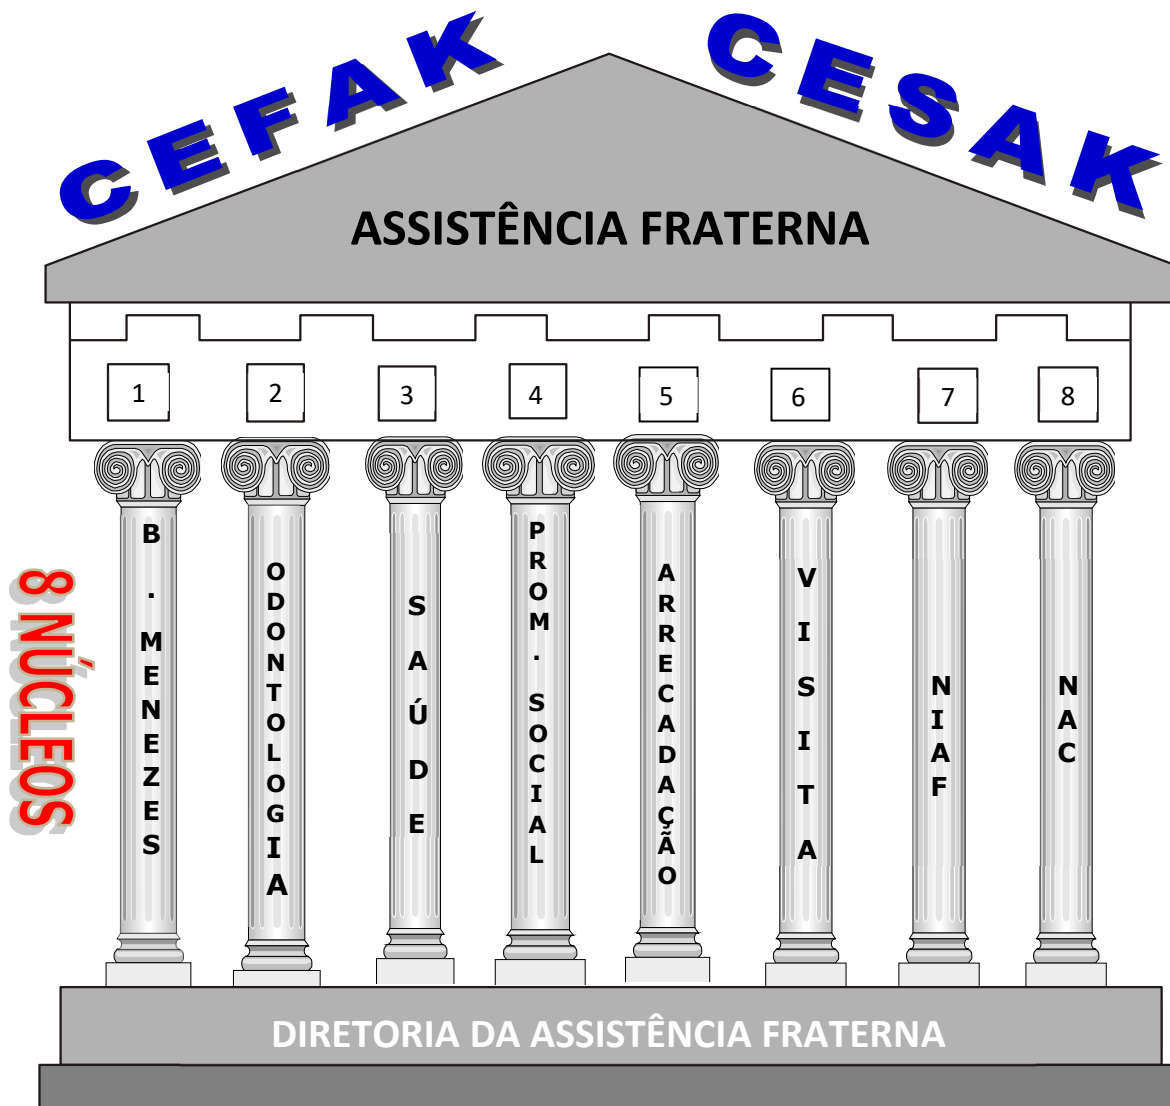 CEFAK
CESAK
ASSISTÊNCIA FRATERNA
1
2
3
4
5
6
7
8
B. MENEZES
ODONTOLOGIA
SAÚDE
PROM. SOCIAL
ARRECADAÇÃO
VISITA
NIAF
NAC
8 NÚCLEOS
DIRETORIA DA ASSISTÊNCIA FRATERNA